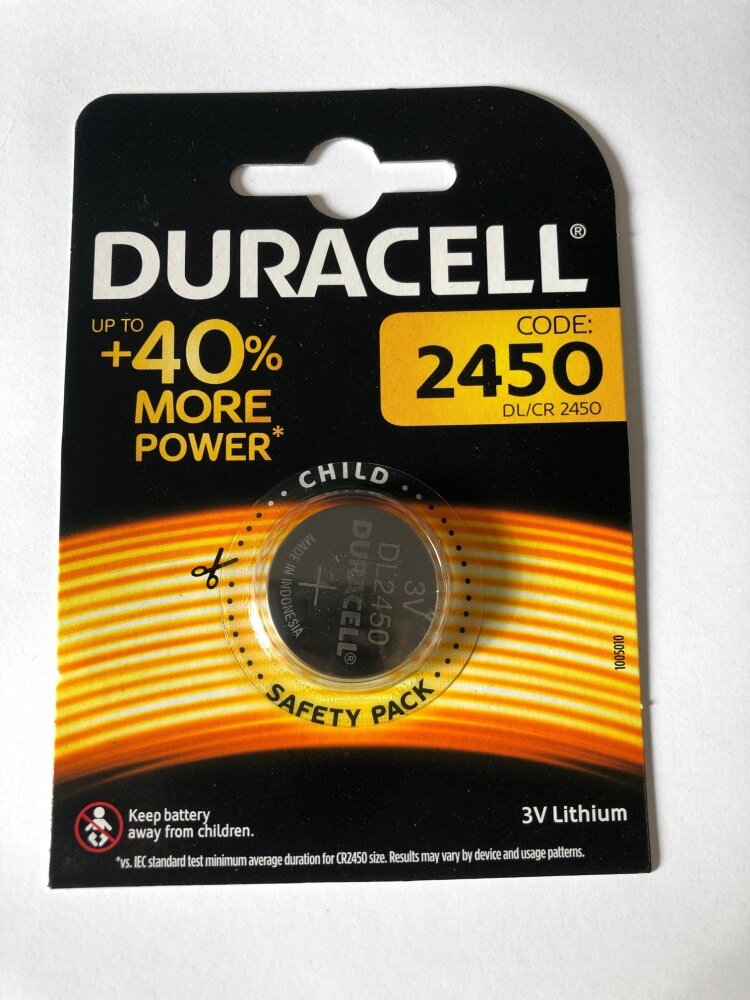 DURACELL®
UP TO
+40%
MORE
POWER*
CODE:
2450
DL/CR 2450
CHILD
MADE IN INDONESIA
+
DURACELL®
DL2450
3V
SAFETY PACK
1005010
Keep battery
away from children.
3V Lithium
*vs. IEC standard test minimum average duration for CR2450 size. Results may vary by device and usage patterns.